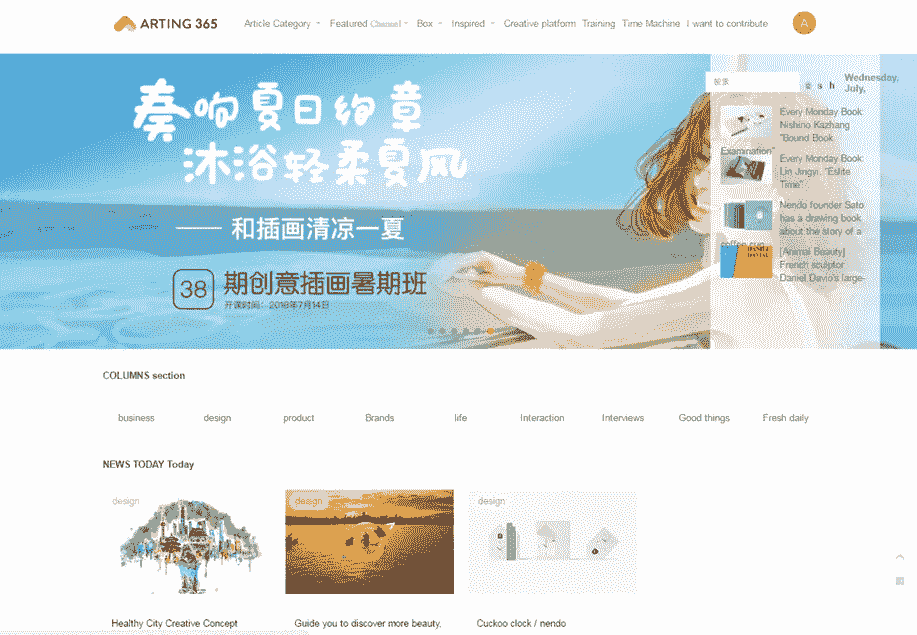 ARTING 365
Article Category
Featured Channel
Box
Inspired
Creative platform
Training
Time Machine
I want to contribute
A
奏响夏日绚章
沐浴轻柔夏风
和插画清凉一夏
38 期创意插画暑期班
开课时间：2018年7月14日
搜索
s h
Wednesday,
July,
Every Monday Book:
Nishino Kazhang
"Bound Book
Examination"
Every Monday Book:
Lin Jingyi, "Eslite
Time"
Nendo founder Sato
has a drawing book
about the story of a
[Animal Beauty]
French sculptor
Daniel Davio's large-
COLUMNS section
business
design
product
Brands
life
Interaction
Interviews
Good things
Fresh daily
NEWS TODAY Today
design
design
design
Healthy City Creative Concept
Guide you to discover more beauty.
Cuckoo clock / nendo